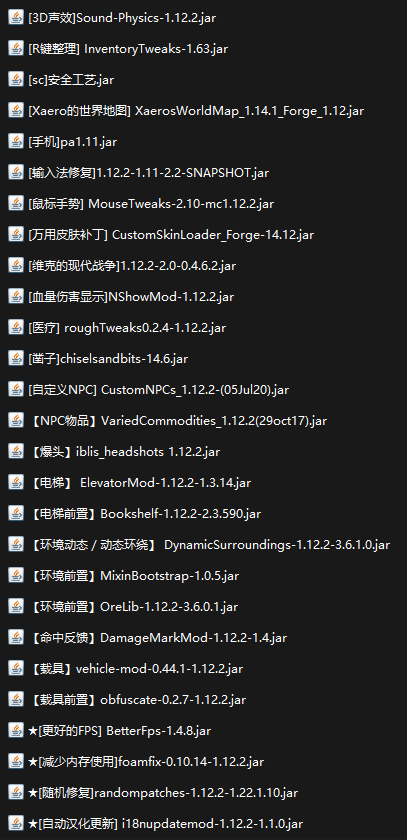 [3D声效]Sound-Physics-1.12.2.jar
[R键整理] InventoryTweaks-1.63.jar
[sc]安全工艺.jar
[Xaero的世界地图] XaerosWorldMap_1.14.1_Forge_1.12.jar
[手机]pa1.11.jar
[输入法修复]1.12.2-1.11-2.2-SNAPSHOT.jar
[鼠标手势] MouseTweaks-2.10-mc1.12.2.jar
[万用皮肤补丁] CustomSkinLoader_Forge-14.12.jar
[维克的现代战争]1.12.2-2.0-0.4.6.2.jar
[血量伤害显示]NShowMod-1.12.2.jar
[医疗] roughTweaks0.2.4-1.12.2.jar
[凿子]chiselsandbits-14.6.jar
[自定义NPC] CustomNPCs_1.12.2-(05Jul20).jar
【NPC物品】VariedCommodities_1.12.2(29oct17).jar
【爆头】iblis_headshots 1.12.2.jar
【电梯】 ElevatorMod-1.12.2-1.3.14.jar
【电梯前置】Bookshelf-1.12.2-2.3.590.jar
【环境动态 / 动态环绕】 DynamicSurroundings-1.12.2-3.6.1.0.jar
【环境前置】MixinBootstrap-1.0.5.jar
【环境前置】OreLib-1.12.2-3.6.0.1.jar
【命中反馈】DamageMarkMod-1.12.2-1.4.jar
【载具】vehicle-mod-0.44.1-1.12.2.jar
【载具前置】obfuscate-0.2.7-1.12.2.jar
★[更好的FPS] BetterFps-1.4.8.jar
★[减少内存使用]foamfix-0.10.14-1.12.2.jar
★[随机修复]randompatches-1.12.2-1.22.1.10.jar
★[自动汉化更新] i18nupdatemod-1.12.2-1.1.0.jar